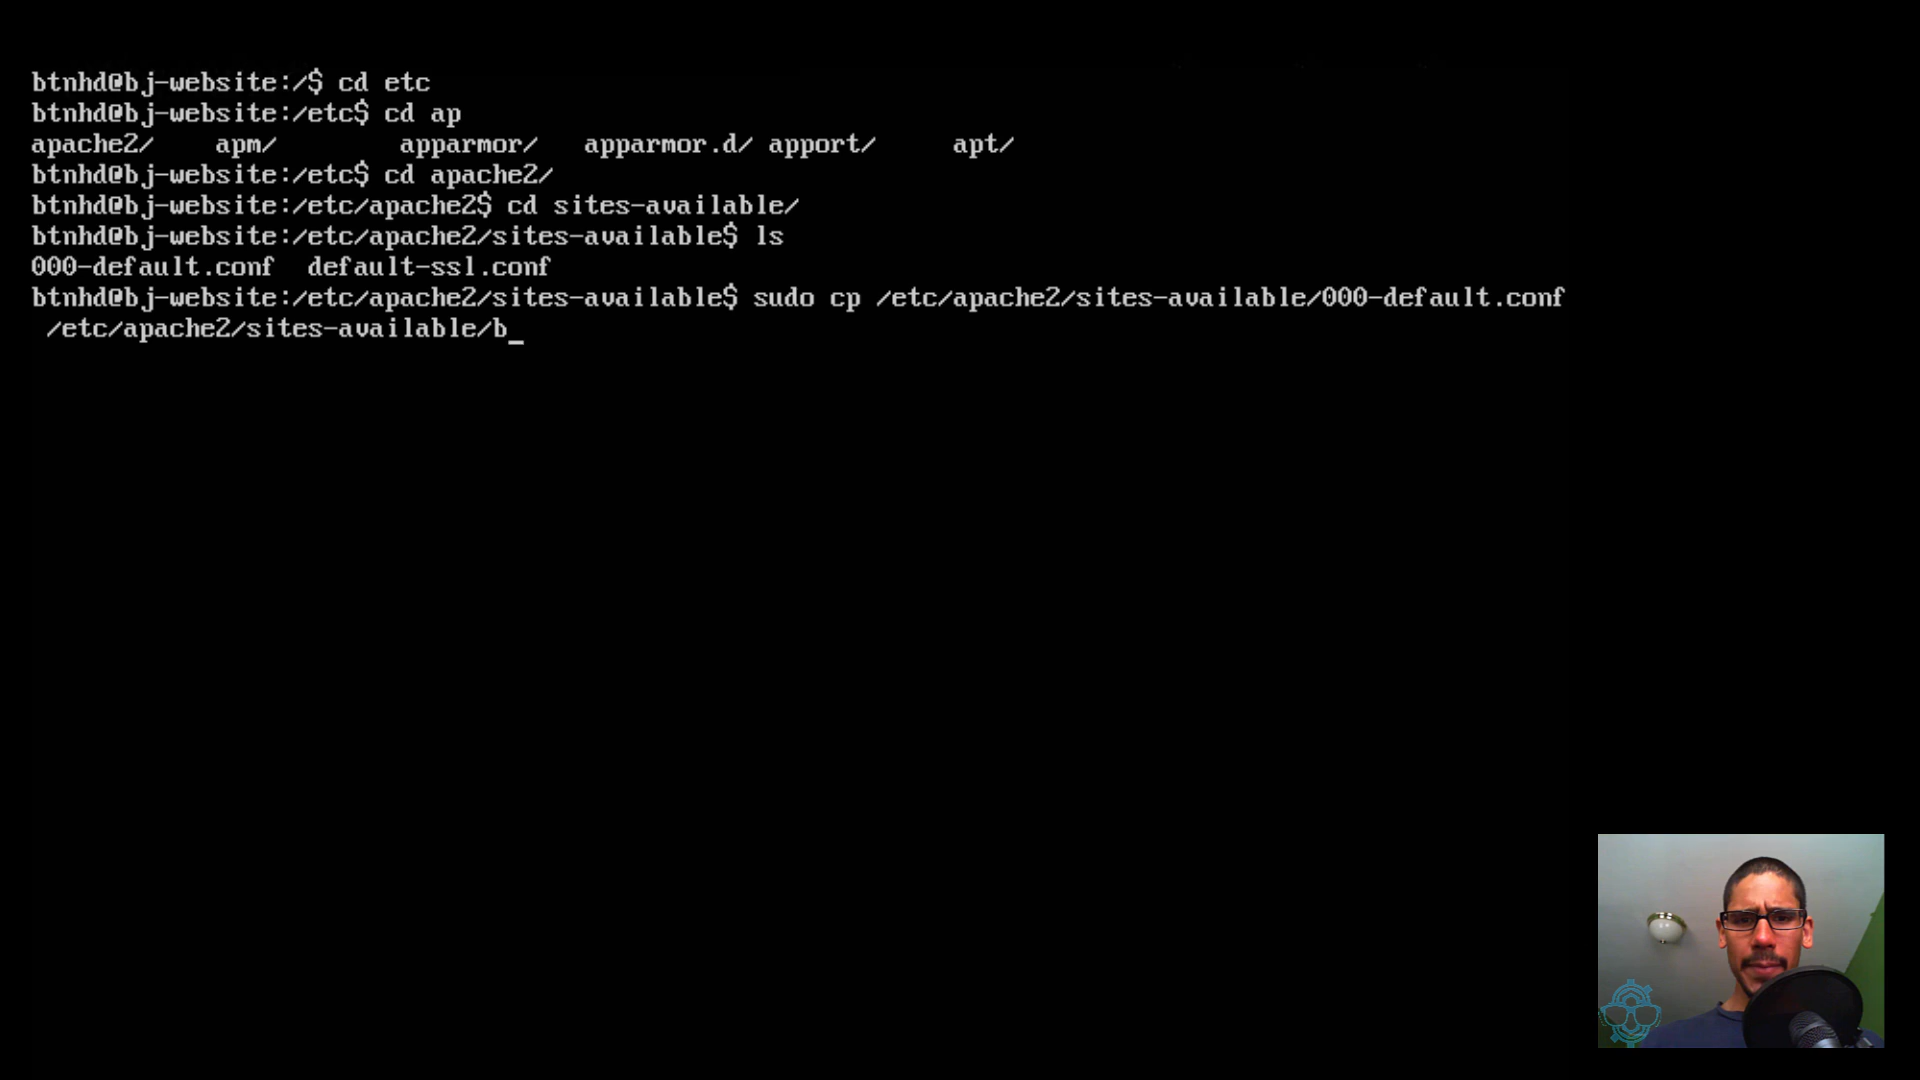 btnhd@bj-website:/$ cd etc
btnhd@bj-website:/etc$ cd ap
apache2/    apm/        apparmor/   apparmor.d/ apport/     apt/
btnhd@bj-website:/etc$ cd apache2/
btnhd@bj-website:/etc/apache2$ cd sites-available/
btnhd@bj-website:/etc/apache2/sites-available$ ls
000-default.conf  default-ssl.conf
btnhd@bj-website:/etc/apache2/sites-available$ sudo cp /etc/apache2/sites-available/000-default.conf
 /etc/apache2/sites-available/b_